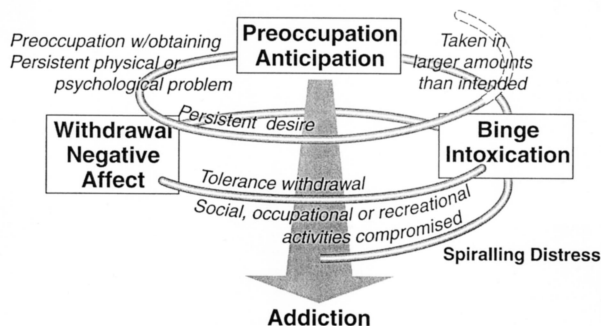 Preoccupation
Anticipation
Preoccupation w/obtaining
Persistent physical or
psychological problem
Taken in
larger amounts
than intended
Persistent desire
Withdrawal
Negative
Affect
Binge
Intoxication
Tolerance withdrawal
Social, occupational or recreational
activities compromised
Spiralling Distress
Addiction